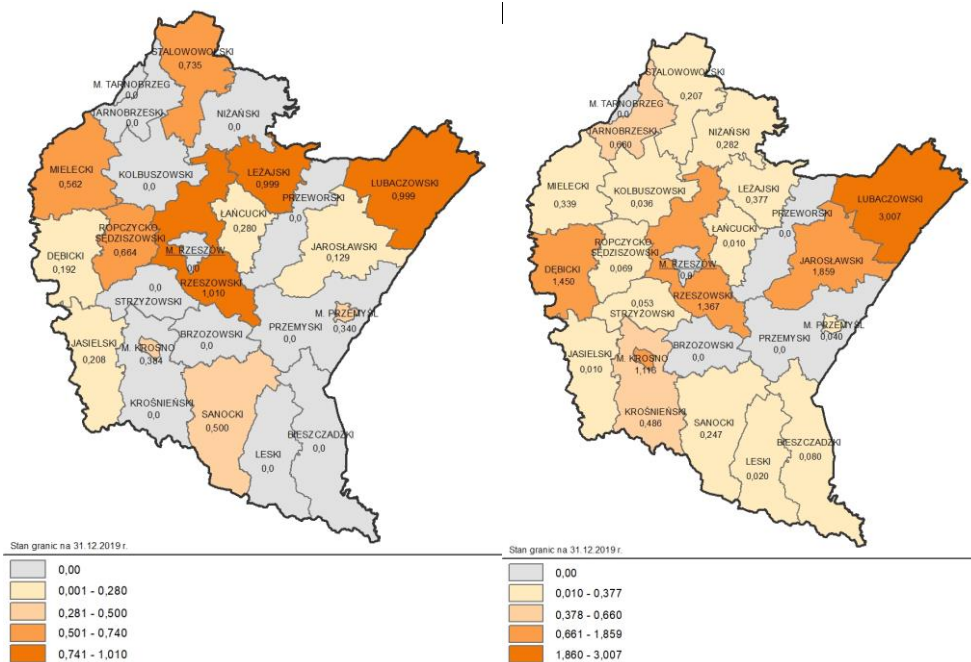 STALOWOWOLSKI
0,735
M. TARNOBRZEG
0,0
TARNOBRZESKI
0,0
NIŻAŃSKI
0,0
MIELECKI
0,562
KOLBUSZOWSKI
0,0
LEŻAJSKI
0,999
LUBACZOWSKI
0,999
PRZEWORSKI
0,0
ŁAŃCUCKI
0,280
ROPCZYCKO-
SĘDZISZOWSKI
0,664
DĘBICKI
0,192
M. RZESZÓW
0,0
JAROSŁAWSKI
0,129
RZESZOWSKI
1,010
0,0
STRZYŻOWSKI
M. PRZEMYŚL
0,340
BRZOZOWSKI
0,0
PRZEMYSKI
0,0
JASIELSKI
0,208
M. KROSNO
0,384
KROŚNIEŃSKI
0,0
SANOCKI
0,500
BIESZCZADZKI
0,0
LESKI
0,0
Stan granic na 31.12.2019 r.
0,00
0,001 - 0,280
0,281 - 0,500
0,501 - 0,740
0,741 - 1,010
STALOWOWOLSKI
0,207
M. TARNOBRZEG
0,0
TARNOBRZESKI
0,660
NIŻAŃSKI
0,282
MIELECKI
0,339
KOLBUSZOWSKI
0,036
LEŻAJSKI
0,377
LUBACZOWSKI
3,007
PRZEWORSKI
0,0
ŁAŃCUCKI
0,010
ROPCZYCKO-
SĘDZISZOWSKI
0,069
DĘBICKI
1,450
M. RZESZÓW
0,0
JAROSŁAWSKI
1,859
RZESZOWSKI
1,367
0,053
STRZYŻOWSKI
M. PRZEMYŚL
0,040
BRZOZOWSKI
0,0
PRZEMYSKI
0,0
JASIELSKI
0,010
M. KROSNO
1,116
KROŚNIEŃSKI
0,486
SANOCKI
0,247
BIESZCZADZKI
0,080
LESKI
0,020
Stan granic na 31.12.2019 r.
0,00
0,010 - 0,377
0,378 - 0,660
0,661 - 1,859
1,860 - 3,007